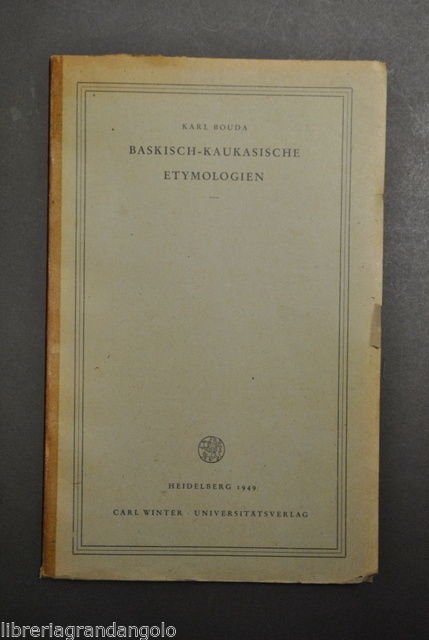 KARL BOUDA
BASKISCH-KAUKASISCHE
ETYMOLOGIEN
HEIDELBERG 1949
CARL WINTER · UNIVERSITÄTSVERLAG
libreriagrandangolo